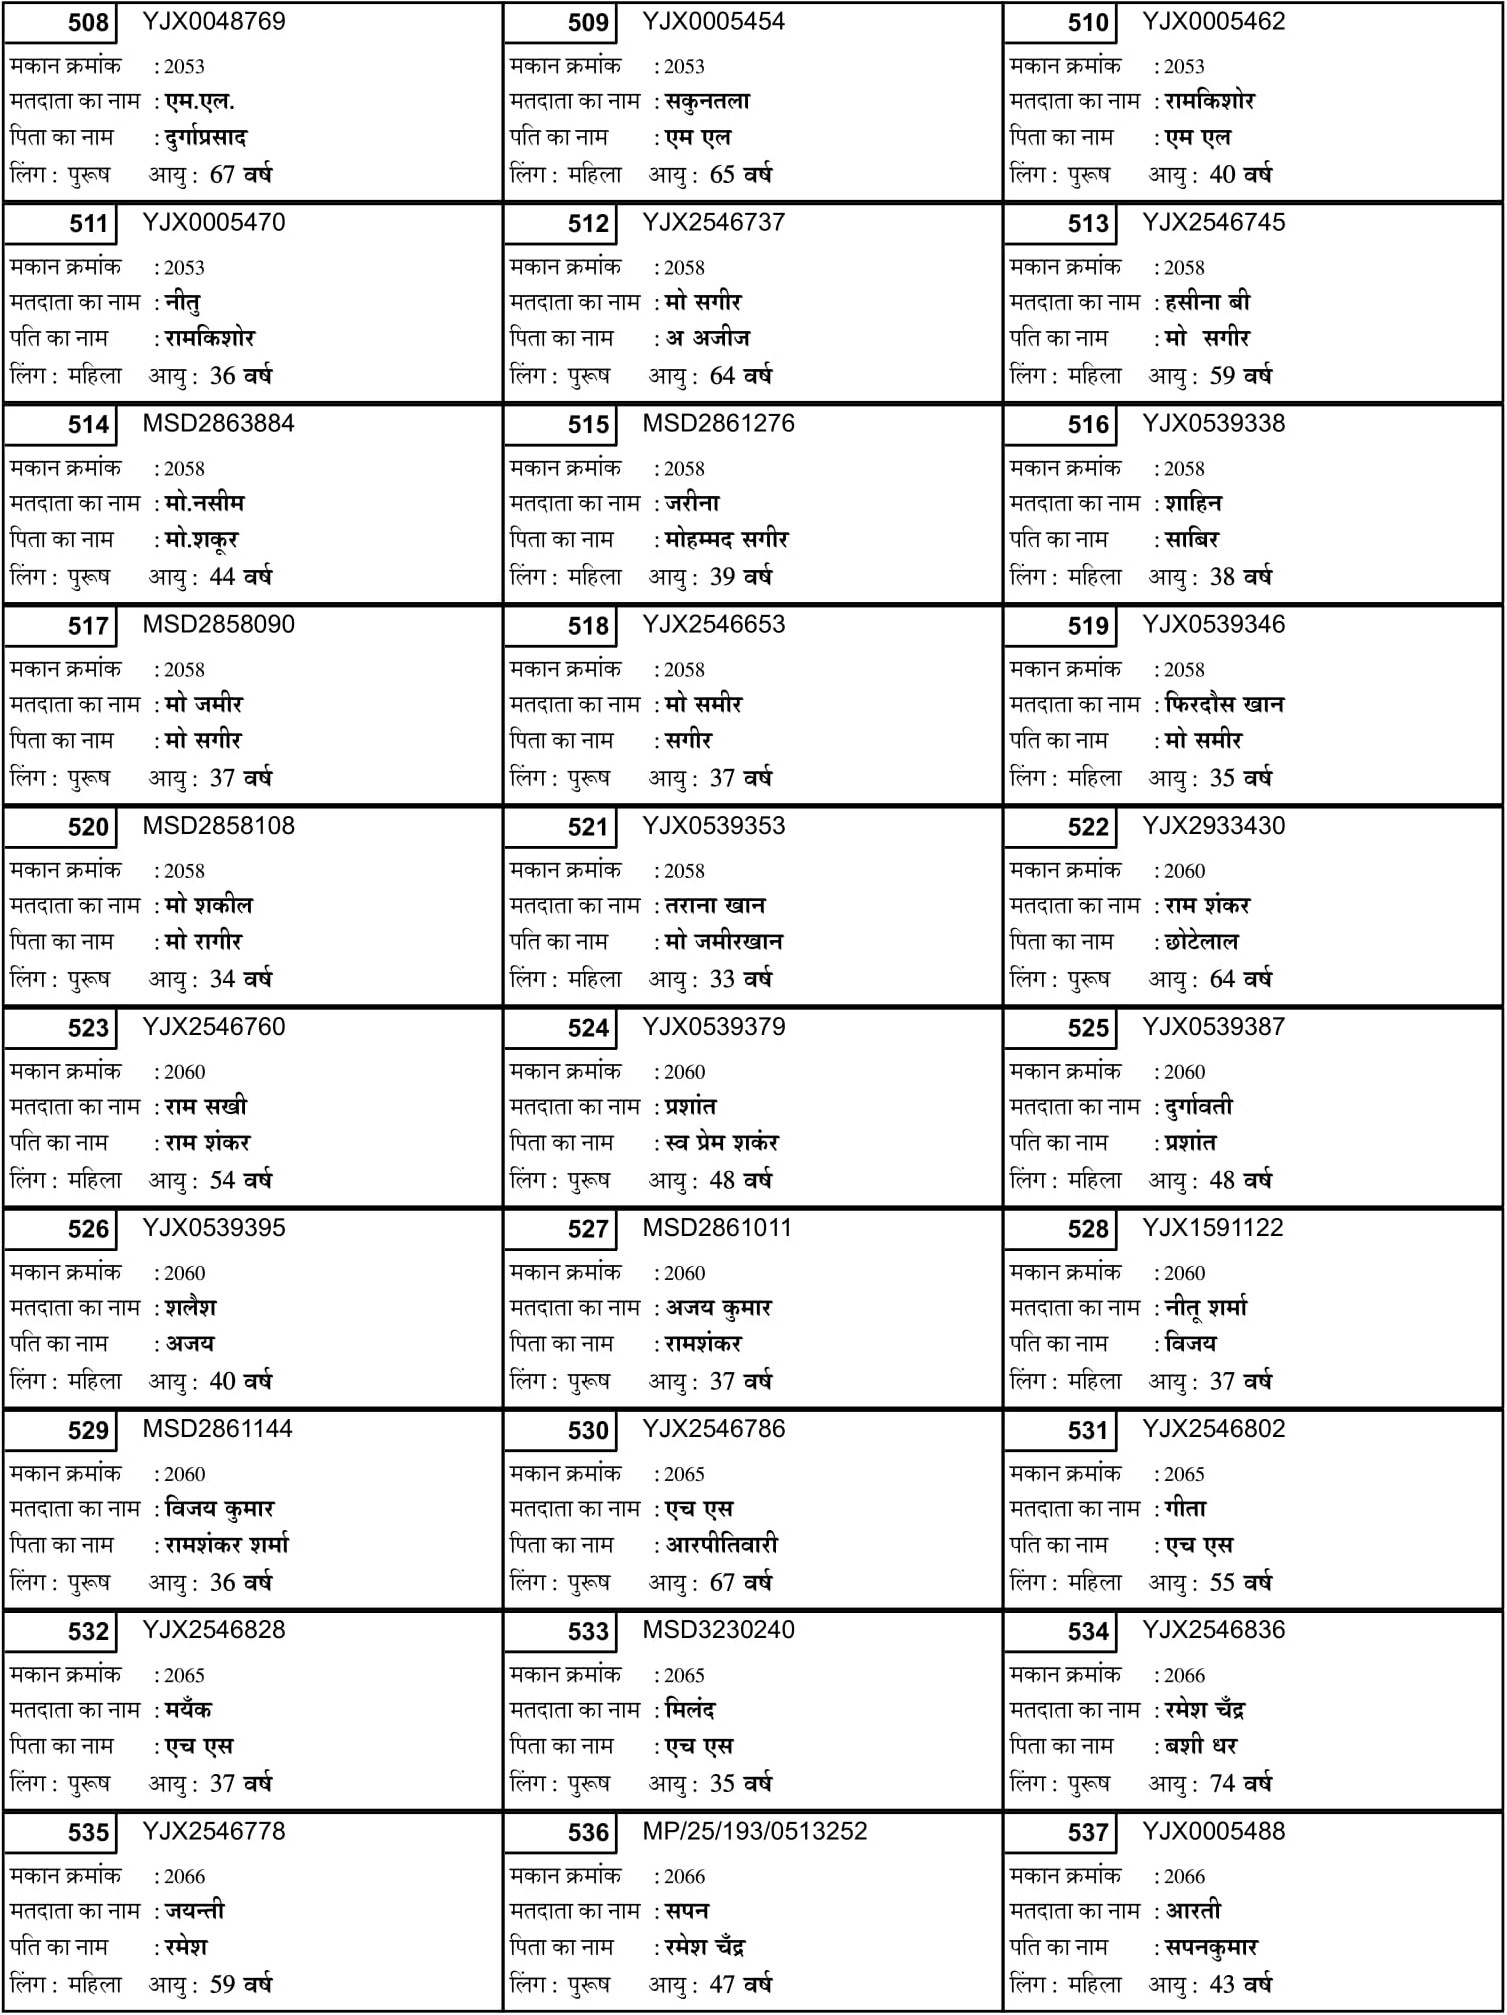 508 YJX0048769
मकान क्रमांक : 2053
मतदाता का नाम : एम.एल.
पिता का नाम : दुर्गाप्रसाद
लिंग : पुरूष आयु : 67 वर्ष
509 YJX0005454
मकान क्रमांक : 2053
मतदाता का नाम : सकुनतला
पति का नाम : एम एल
लिंग : महिला आयु : 65 वर्ष
510 YJX0005462
मकान क्रमांक : 2053
मतदाता का नाम : रामकिशोर
पिता का नाम : एम एल
लिंग : पुरूष आयु : 40 वर्ष
511 YJX0005470
मकान क्रमांक : 2053
मतदाता का नाम : नीतु
पति का नाम : रामकिशोर
लिंग : महिला आयु : 36 वर्ष
512 YJX2546737
मकान क्रमांक : 2058
मतदाता का नाम : मो सगीर
पिता का नाम : अ अजीज
लिंग : पुरूष आयु : 64 वर्ष
513 YJX2546745
मकान क्रमांक : 2058
मतदाता का नाम : हसीना बी
पति का नाम : मो सगीर
लिंग : महिला आयु : 59 वर्ष
514 MSD2863884
मकान क्रमांक : 2058
मतदाता का नाम : मो.नसीम
पिता का नाम : मो.शकूर
लिंग : पुरूष आयु : 44 वर्ष
515 MSD2861276
मकान क्रमांक : 2058
मतदाता का नाम : जरीना
पिता का नाम : मोहम्मद सगीर
लिंग : महिला आयु : 39 वर्ष
516 YJX0539338
मकान क्रमांक : 2058
मतदाता का नाम : शाहिन
पति का नाम : साबिर
लिंग : महिला आयु : 38 वर्ष
517 MSD2858090
मकान क्रमांक : 2058
मतदाता का नाम : मो जमीर
पिता का नाम : मो सगीर
लिंग : पुरूष आयु : 37 वर्ष
518 YJX2546653
मकान क्रमांक : 2058
मतदाता का नाम : मो समीर
पिता का नाम : सगीर
लिंग : पुरूष आयु : 37 वर्ष
519 YJX0539346
मकान क्रमांक : 2058
मतदाता का नाम : फिरदौस खान
पति का नाम : मो समीर
लिंग : महिला आयु : 35 वर्ष
520 MSD2858108
मकान क्रमांक : 2058
मतदाता का नाम : मो शकील
पिता का नाम : मो रागीर
लिंग : पुरूष आयु : 34 वर्ष
521 YJX0539353
मकान क्रमांक : 2058
मतदाता का नाम : तराना खान
पति का नाम : मो जमीरखान
लिंग : महिला आयु : 33 वर्ष
522 YJX2933430
मकान क्रमांक : 2060
मतदाता का नाम : राम शंकर
पिता का नाम : छोटेलाल
लिंग : पुरूष आयु : 64 वर्ष
523 YJX2546760
मकान क्रमांक : 2060
मतदाता का नाम : राम सखी
पति का नाम : राम शंकर
लिंग : महिला आयु : 54 वर्ष
524 YJX0539379
मकान क्रमांक : 2060
मतदाता का नाम : प्रशांत
पिता का नाम : स्व प्रेम शकंर
लिंग : पुरूष आयु : 48 वर्ष
525 YJX0539387
मकान क्रमांक : 2060
मतदाता का नाम : दुर्गावती
पति का नाम : प्रशांत
लिंग : महिला आयु : 48 वर्ष
526 YJX0539395
मकान क्रमांक : 2060
मतदाता का नाम : शलैश
पति का नाम : अजय
लिंग : महिला आयु : 40 वर्ष
527 MSD2861011
मकान क्रमांक : 2060
मतदाता का नाम : अजय कुमार
पिता का नाम : रामशंकर
लिंग : पुरूष आयु : 37 वर्ष
528 YJX1591122
मकान क्रमांक : 2060
मतदाता का नाम : नीतू शर्मा
पति का नाम : विजय
लिंग : महिला आयु : 37 वर्ष
529 MSD2861144
मकान क्रमांक : 2060
मतदाता का नाम : विजय कुमार
पिता का नाम : रामशंकर शर्मा
लिंग : पुरूष आयु : 36 वर्ष
530 YJX2546786
मकान क्रमांक : 2065
मतदाता का नाम : एच एस
पिता का नाम : आरपीतिवारी
लिंग : पुरूष आयु : 67 वर्ष
531 YJX2546802
मकान क्रमांक : 2065
मतदाता का नाम : गीता
पति का नाम : एच एस
लिंग : महिला आयु : 55 वर्ष
532 YJX2546828
मकान क्रमांक : 2065
मतदाता का नाम : मयँक
पिता का नाम : एच एस
लिंग : पुरूष आयु : 37 वर्ष
533 MSD3230240
मकान क्रमांक : 2065
मतदाता का नाम : मिलंद
पिता का नाम : एच एस
लिंग : पुरूष आयु : 35 वर्ष
534 YJX2546836
मकान क्रमांक : 2066
मतदाता का नाम : रमेश चँद्र
पिता का नाम : बशी धर
लिंग : पुरूष आयु : 74 वर्ष
535 YJX2546778
मकान क्रमांक : 2066
मतदाता का नाम : जयन्ती
पति का नाम : रमेश
लिंग : महिला आयु : 59 वर्ष
536 MP/25/193/0513252
मकान क्रमांक : 2066
मतदाता का नाम : सपन
पिता का नाम : रमेश चँद्र
लिंग : पुरूष आयु : 47 वर्ष
537 YJX0005488
मकान क्रमांक : 2066
मतदाता का नाम : आरती
पति का नाम : सपनकुमार
लिंग : महिला आयु : 43 वर्ष